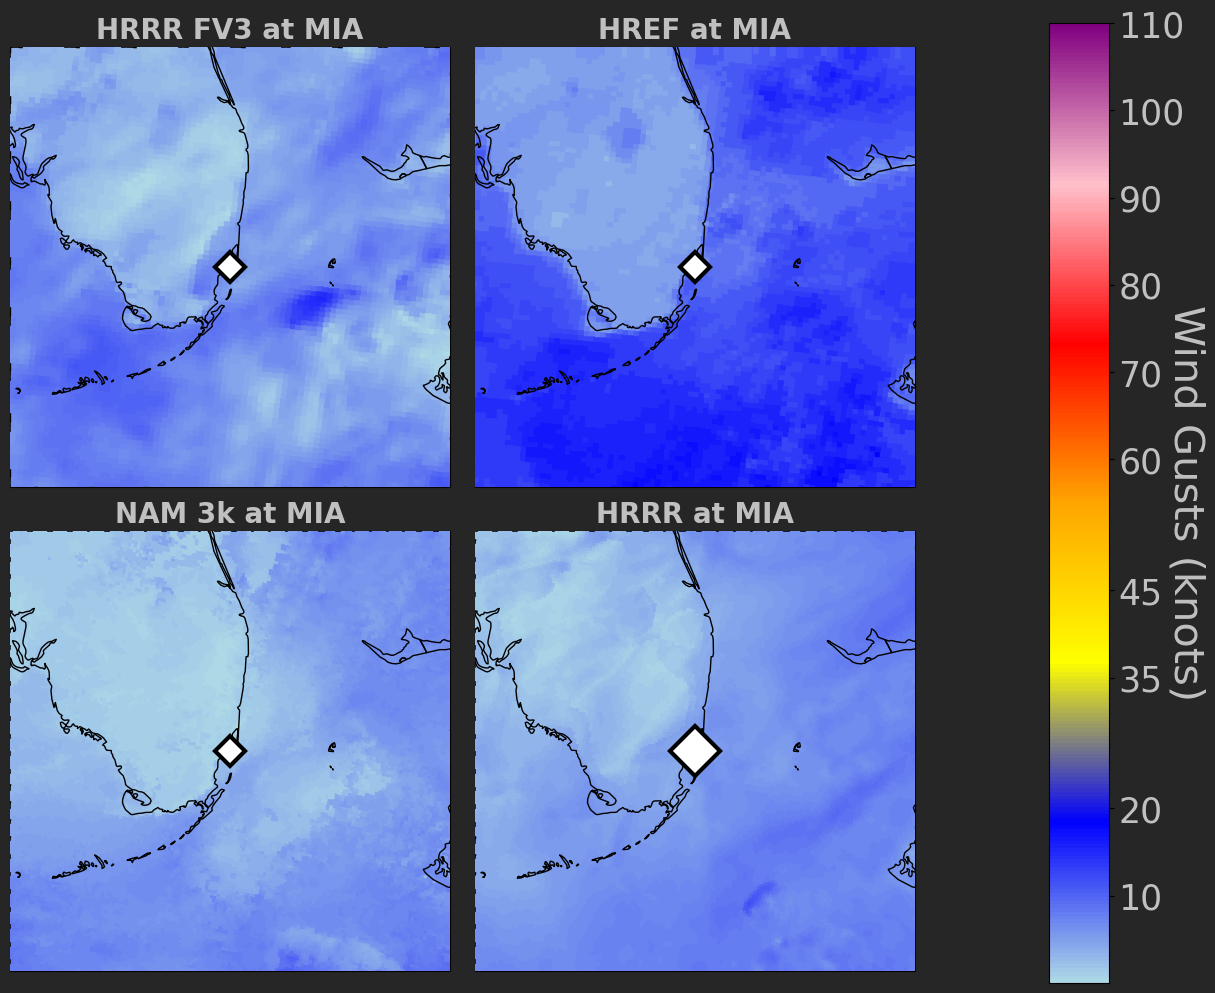 HRRR FV3 at MIA
HREF at MIA
NAM 3k at MIA
HRRR at MIA
110
100
90
80
70
60
45
35
20
10
Wind Gusts (knots)